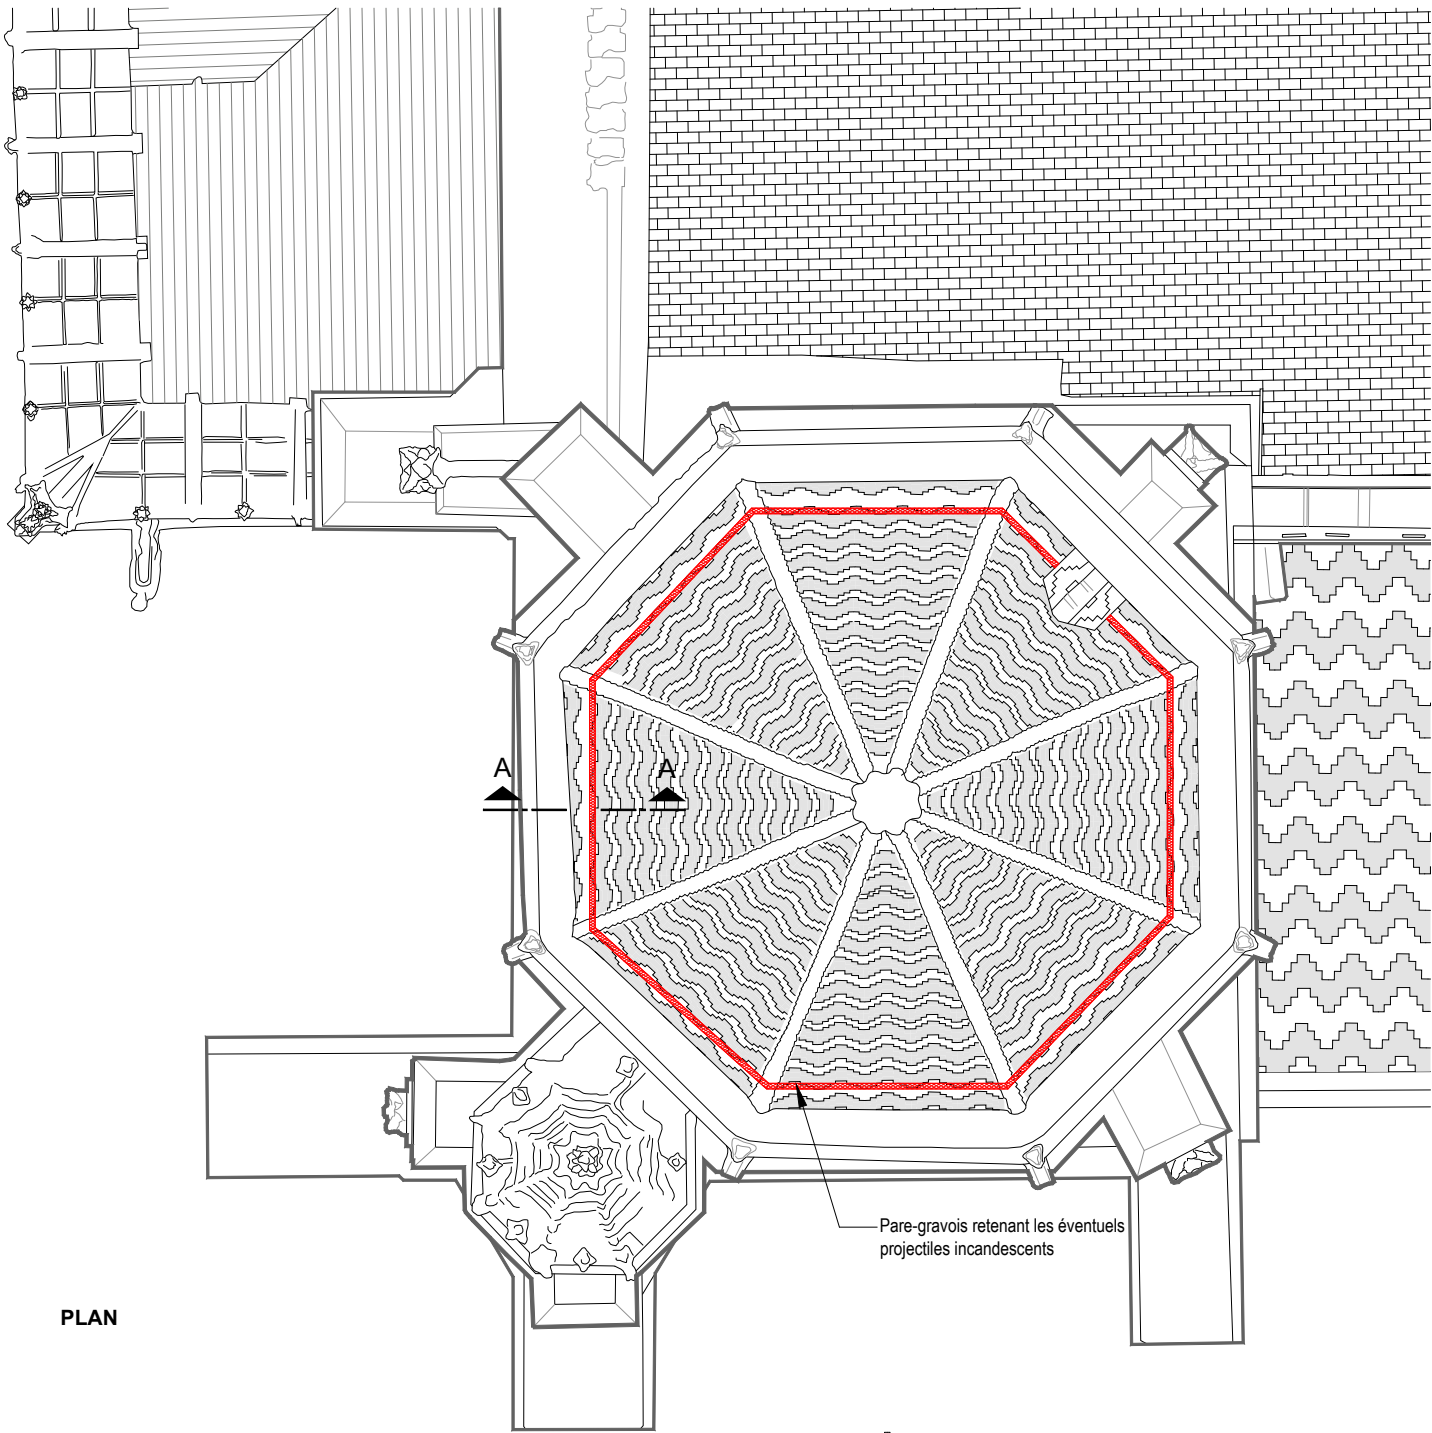 A A
Pare-gravois retenant les éventuels
projectiles incandescents
PLAN